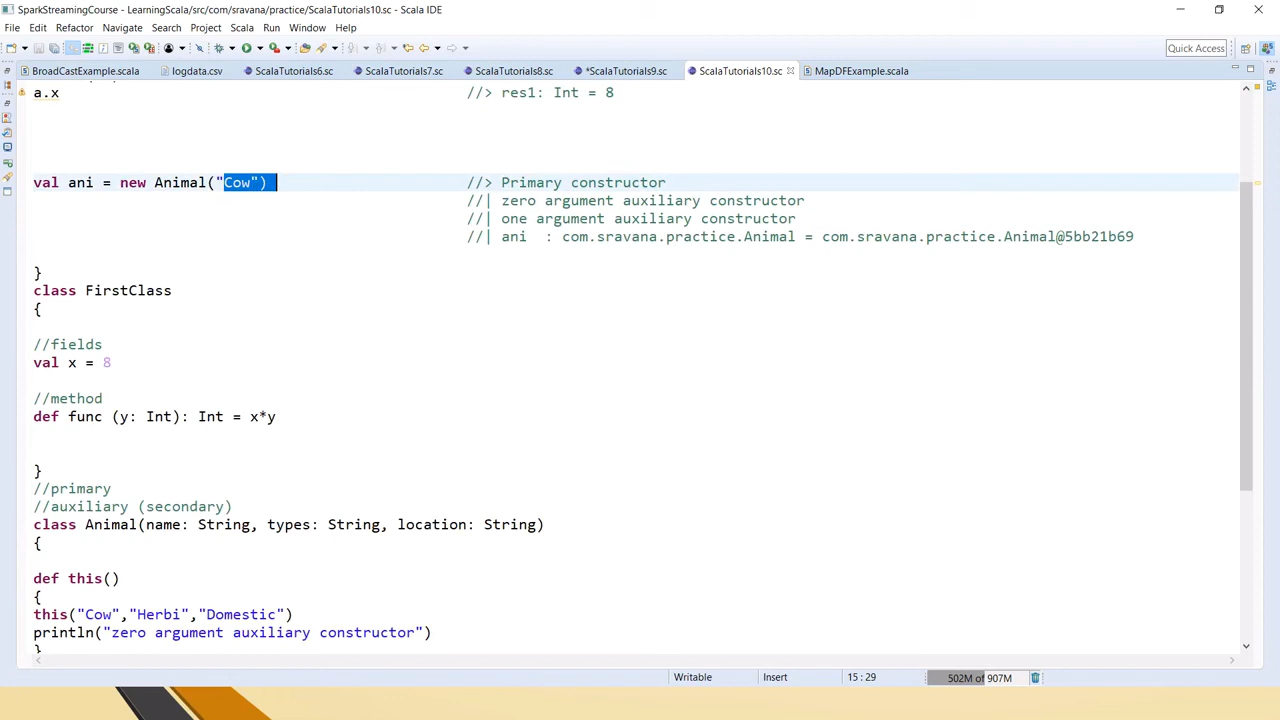 SparkStreamingCourse - LearningScala/src/com/sravana/practice/ScalaTutorials10.sc - Scala IDE
File Edit Refactor Navigate Search Project Scala Run Window Help
Quick Access
BroadCastExample.scala logdata.csv ScalaTutorials6.sc ScalaTutorials7.sc ScalaTutorials8.sc *ScalaTutorials9.sc ScalaTutorials10.sc MapDFExample.scala
a.x //> res1: Int = 8
val ani = new Animal("Cow") //> Primary constructor
//| zero argument auxiliary constructor
//| one argument auxiliary constructor
//| ani : com.sravana.practice.Animal = com.sravana.practice.Animal@5bb21b69
}
class FirstClass
{
//fields
val x = 8
//method
def func (y: Int): Int = x*y
}
//primary
//auxiliary (secondary)
class Animal(name: String, types: String, location: String)
{
def this()
{
this("Cow","Herbi","Domestic")
println("zero argument auxiliary constructor")
}
Writable Insert 15 : 29 502M of 907M